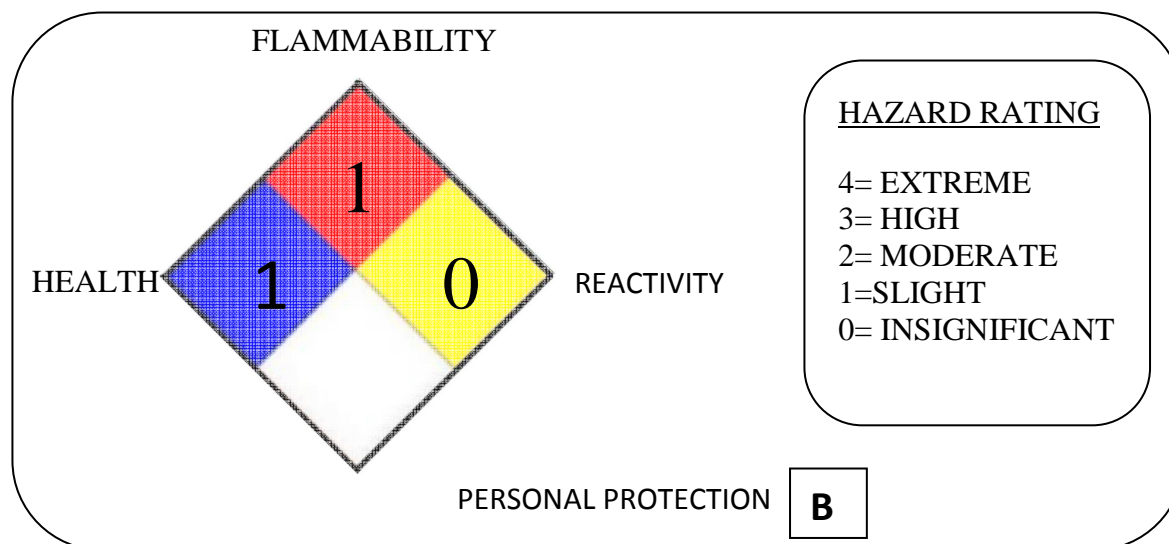 FLAMMABILITY
1
HEALTH
1
0
REACTIVITY
PERSONAL PROTECTION B
HAZARD RATING
4= EXTREME
3= HIGH
2= MODERATE
1=SLIGHT
0= INSIGNIFICANT